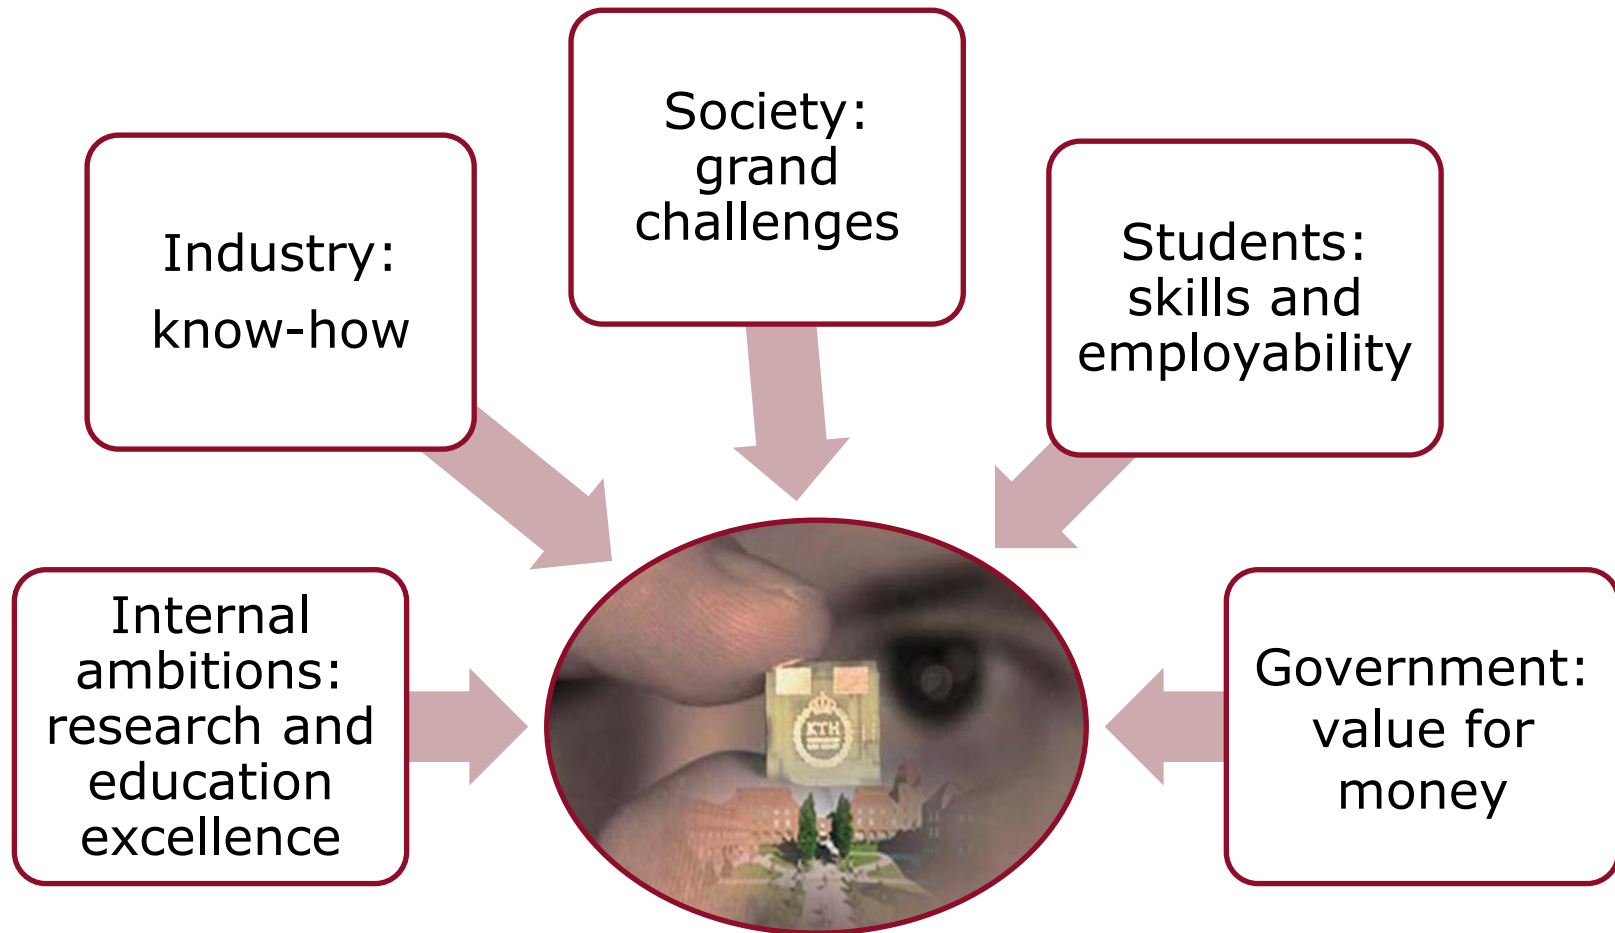 Society:
grand
challenges
Industry:
know-how
Students:
skills and
employability
Internal
ambitions:
research and
education
excellence
Government:
value for
money
KTH